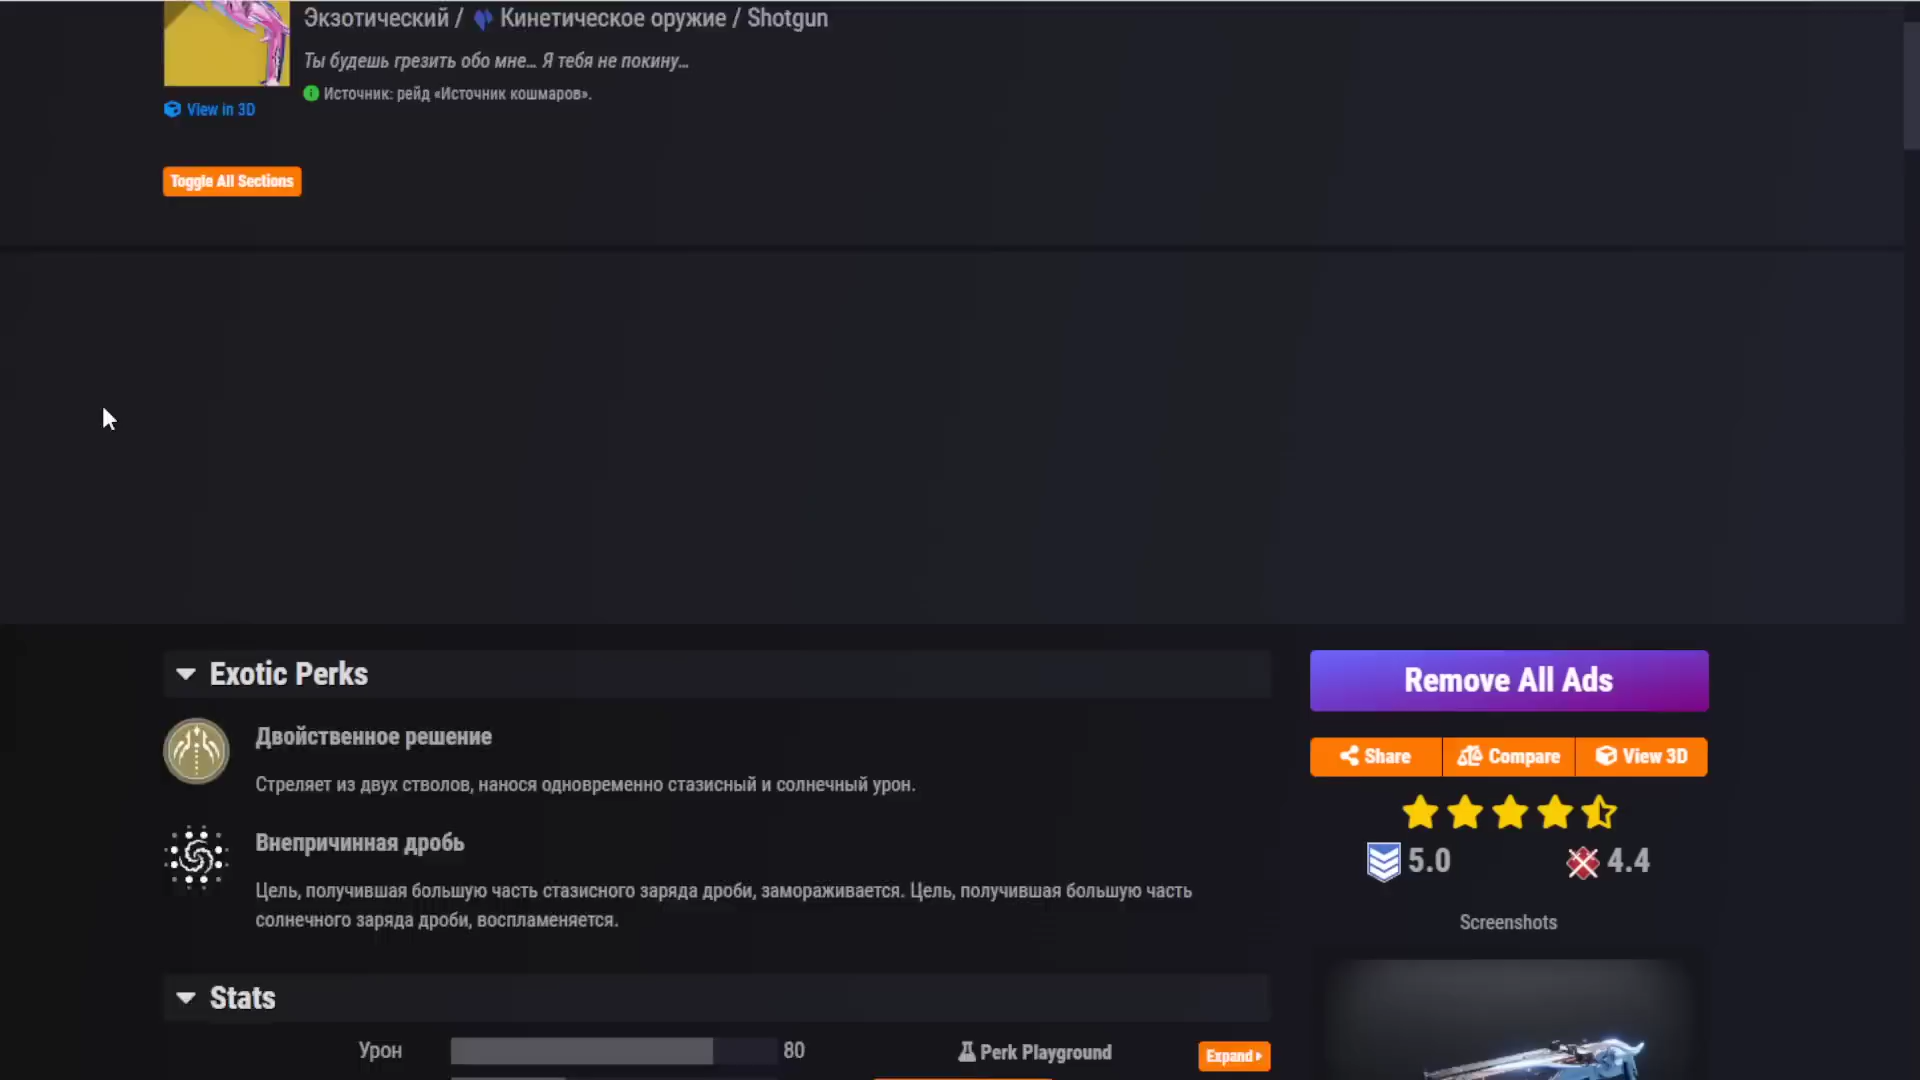 Экзотический / Кинетическое оружие / Shotgun
Ты будешь грезить обо мне… Я тебя не покину…
Источник: рейд «Источник кошмаров».
View in 3D
Toggle All Sections
Exotic Perks
Двойственное решение
Стреляет из двух стволов, нанося одновременно стазисный и солнечный урон.
Внепричинная дробь
Цель, получившая большую часть стазисного заряда дроби, замораживается. Цель, получившая большую часть
солнечного заряда дроби, воспламеняется.
Stats
Урон 80 Perk Playground Expand
Remove All Ads
Share Compare View 3D
5.0 4.4
Screenshots